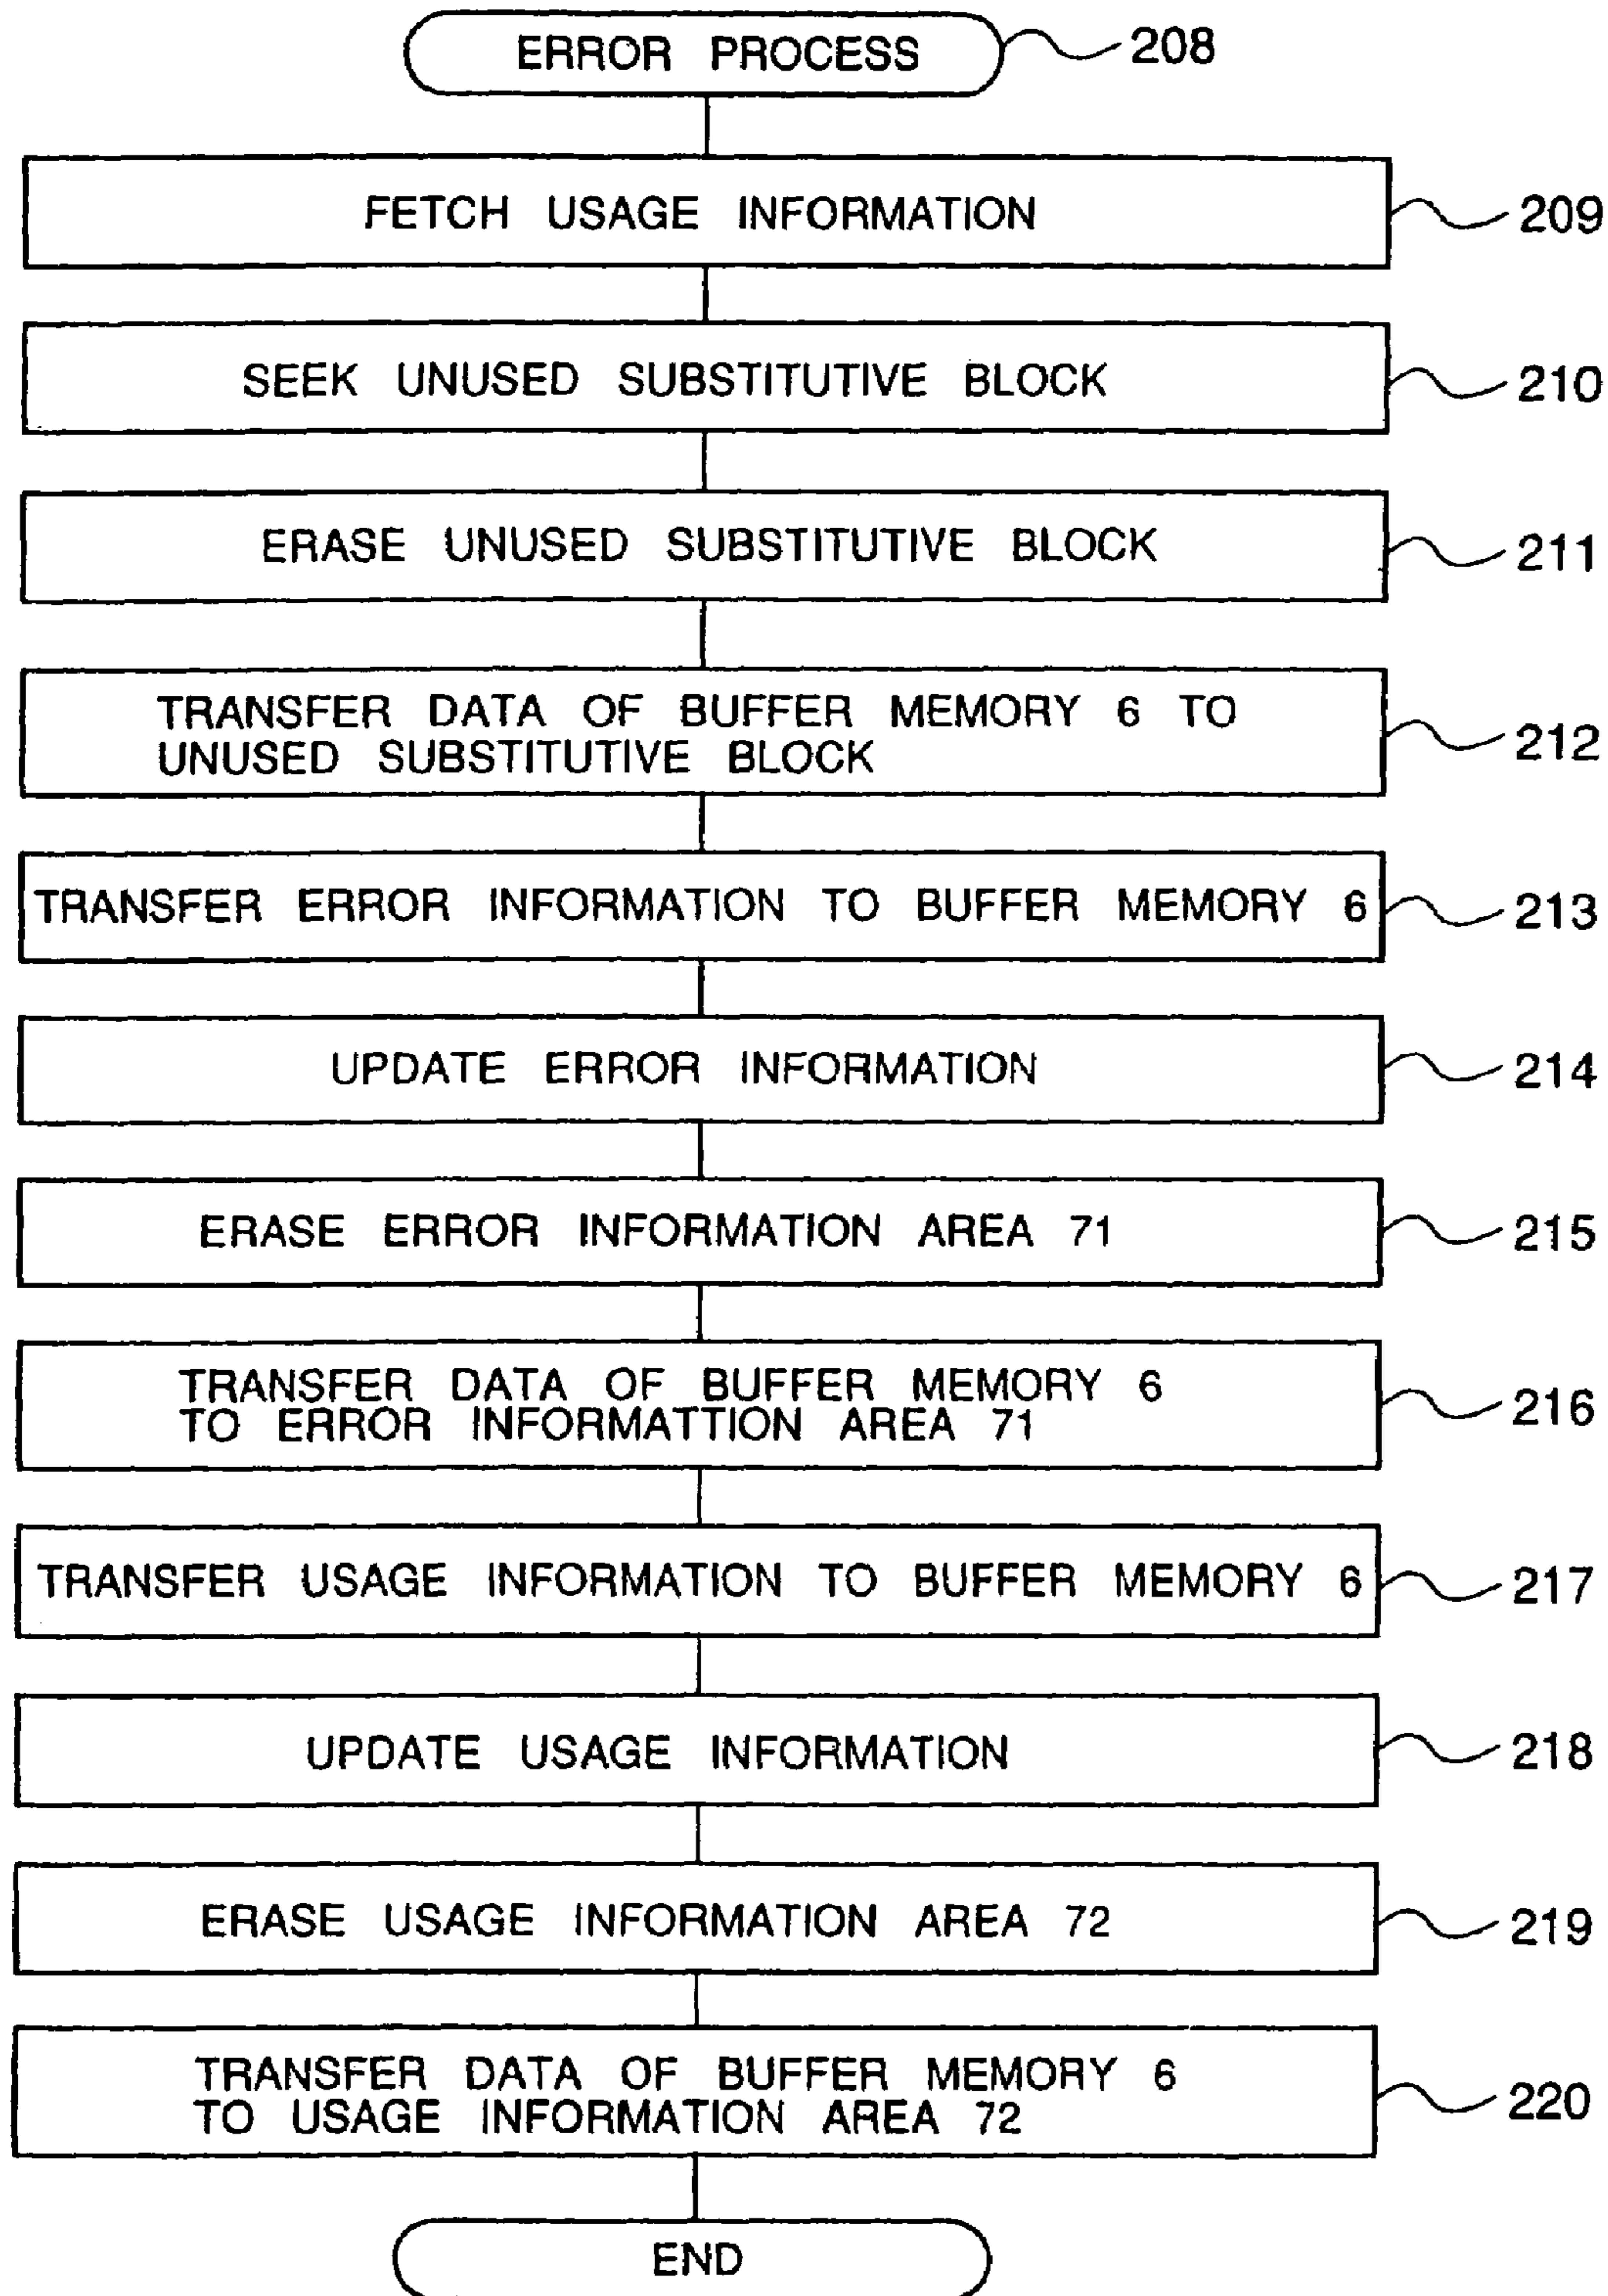 ERROR PROCESS 208
FETCH USAGE INFORMATION 209
SEEK UNUSED SUBSTITUTIVE BLOCK 210
ERASE UNUSED SUBSTITUTIVE BLOCK 211
TRANSFER DATA OF BUFFER MEMORY 6 TO
UNUSED SUBSTITUTIVE BLOCK
212
TRANSFER ERROR INFORMATION TO BUFFER MEMORY 6 213
UPDATE ERROR INFORMATION 214
ERASE ERROR INFORMATION AREA 71 215
TRANSFER DATA OF BUFFER MEMORY 6
TO ERROR INFORMATTION AREA 71
216
TRANSFER USAGE INFORMATION TO BUFFER MEMORY 6 217
UPDATE USAGE INFORMATION 218
ERASE USAGE INFORMATION AREA 72 219
TRANSFER DATA OF BUFFER MEMORY 6
TO USAGE INFORMATION AREA 72
220
END